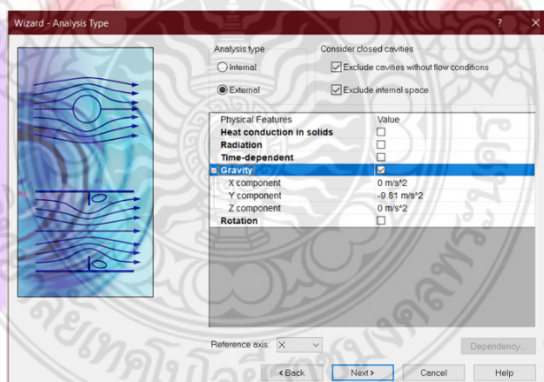 Wizard - Analysis Type ? ×
Analysis type Consider closed cavities
Internal Exclude cavities without flow conditions
External Exclude internal space
Physical Features Value
Heat conduction in solids
Radiation
Time-dependent
Gravity
X component 0 m/s^2
Y component -9.81 m/s^2
Z component 0 m/s^2
Rotation
Reference axis: X Dependency...
< Back Next > Cancel Help